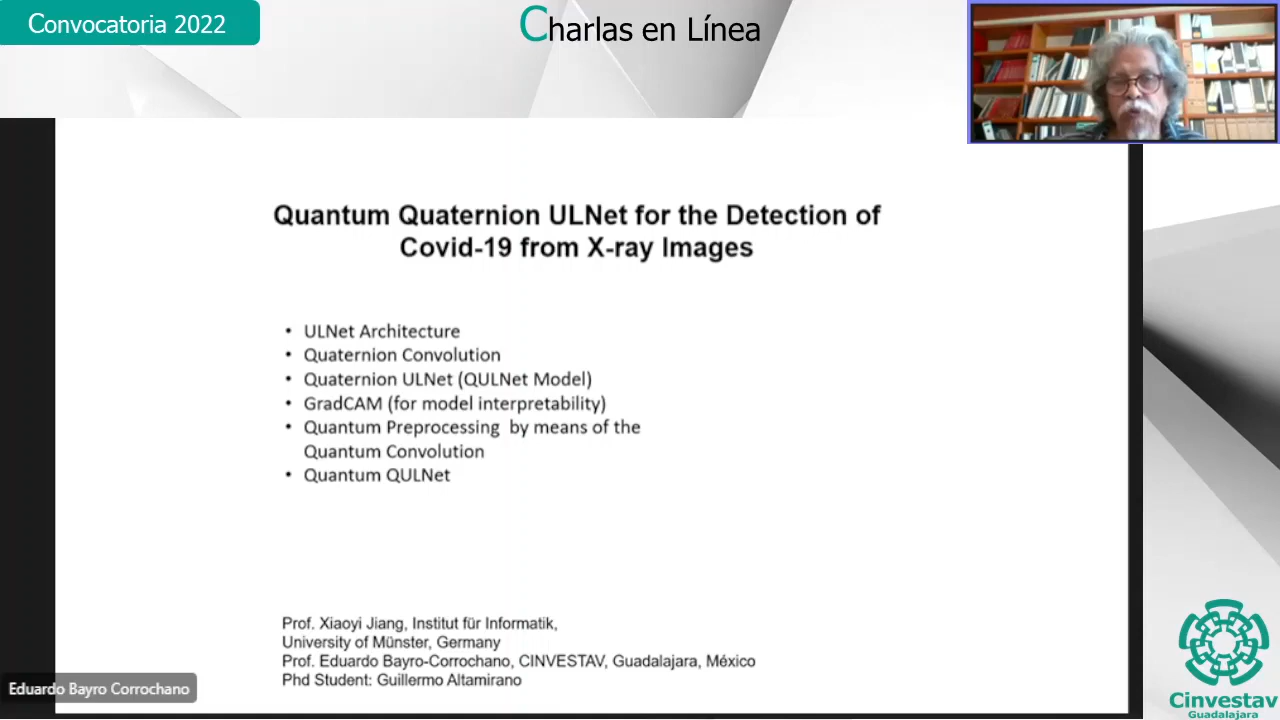 Convocatoria 2022
Charlas en Línea
Quantum Quaternion ULNet for the Detection of
Covid-19 from X-ray Images
• ULNet Architecture
• Quaternion Convolution
• Quaternion ULNet (QULNet Model)
• GradCAM (for model interpretability)
• Quantum Preprocessing by means of the
Quantum Convolution
• Quantum QULNet
Prof. Xiaoyi Jiang, Institut für Informatik,
University of Münster, Germany
Prof. Eduardo Bayro-Corrochano, CINVESTAV, Guadalajara, México
Phd Student: Guillermo Altamirano
Eduardo Bayro Corrochano
Cinvestav
Guadalajara